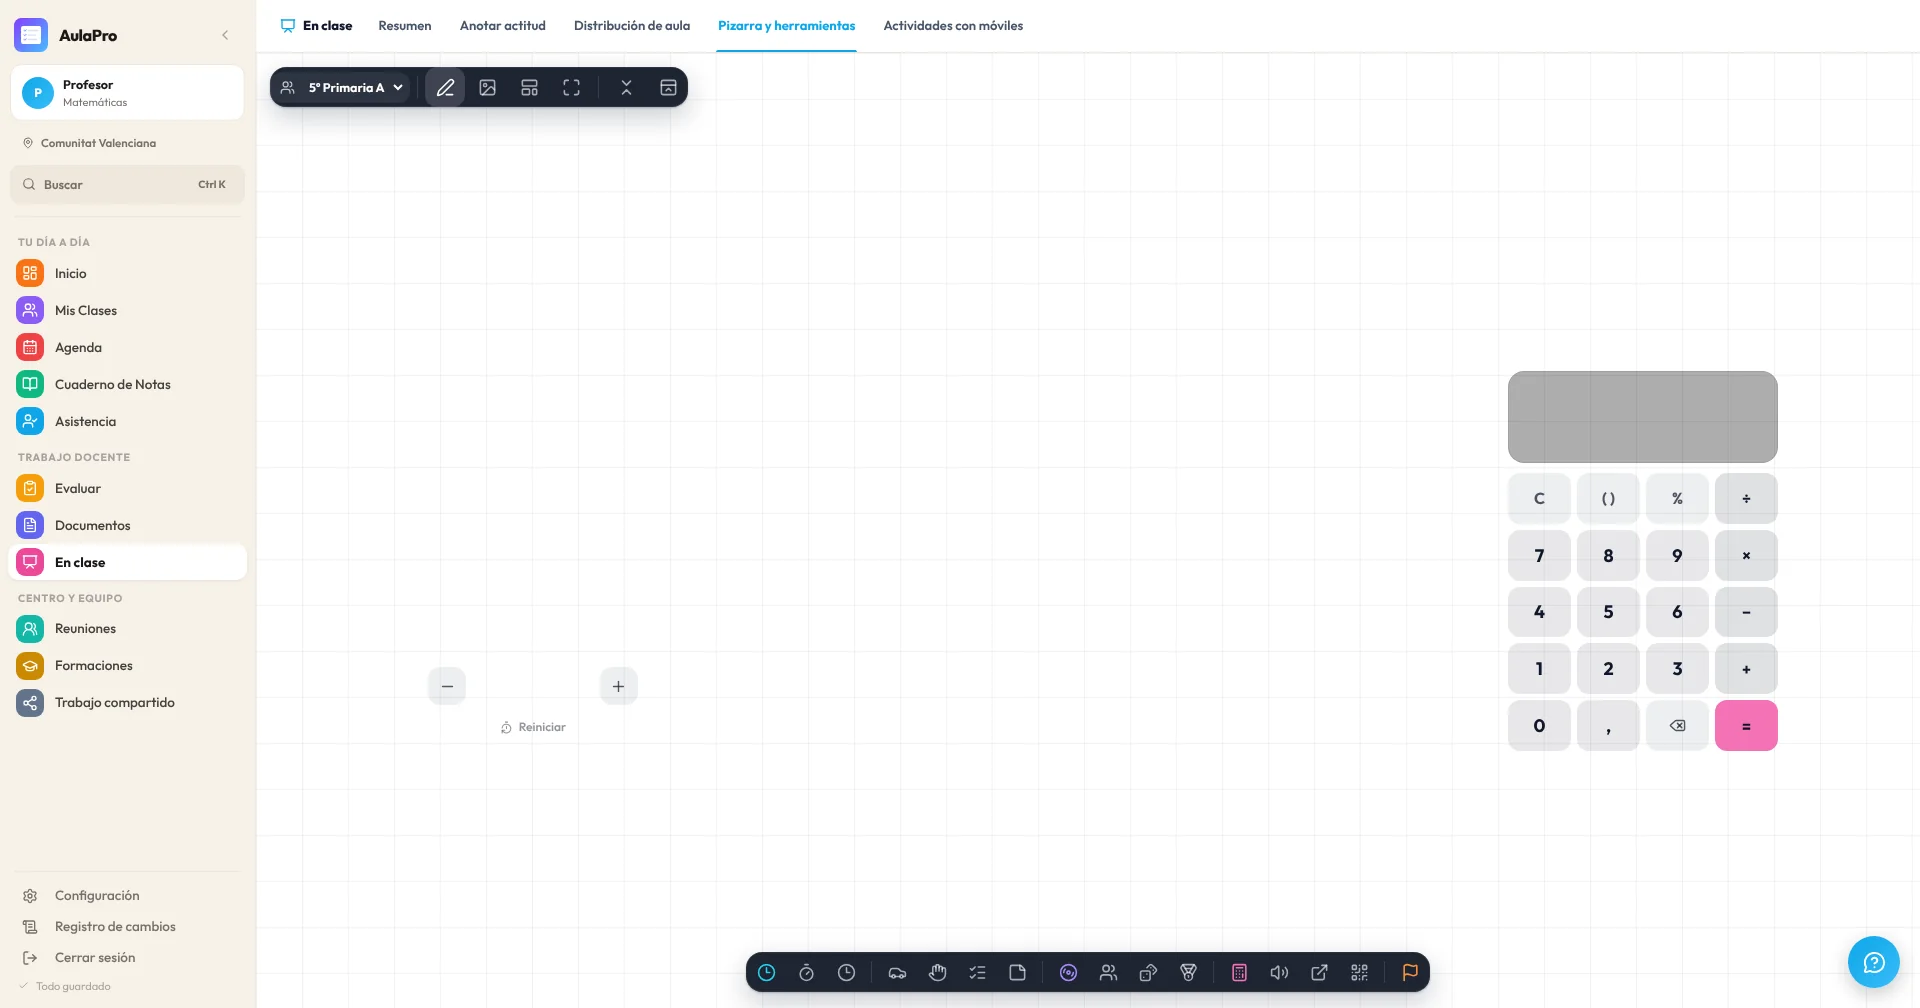 AulaPro
P
Profesor
Matemáticas
Comunitat Valenciana
Buscar
Ctrl K
TU DÍA A DÍA
Inicio
Mis Clases
Agenda
Cuaderno de Notas
Asistencia
TRABAJO DOCENTE
Evaluar
Documentos
En clase
CENTRO Y EQUIPO
Reuniones
Formaciones
Trabajo compartido
Configuración
Registro de cambios
Cerrar sesión
Todo guardado
En clase Resumen Anotar actitud Distribución de aula Pizarra y herramientas Actividades con móviles
5º Primaria A
− +
Reiniciar
C ( ) % ÷
7 8 9 ×
4 5 6 −
1 2 3 +
0 , =